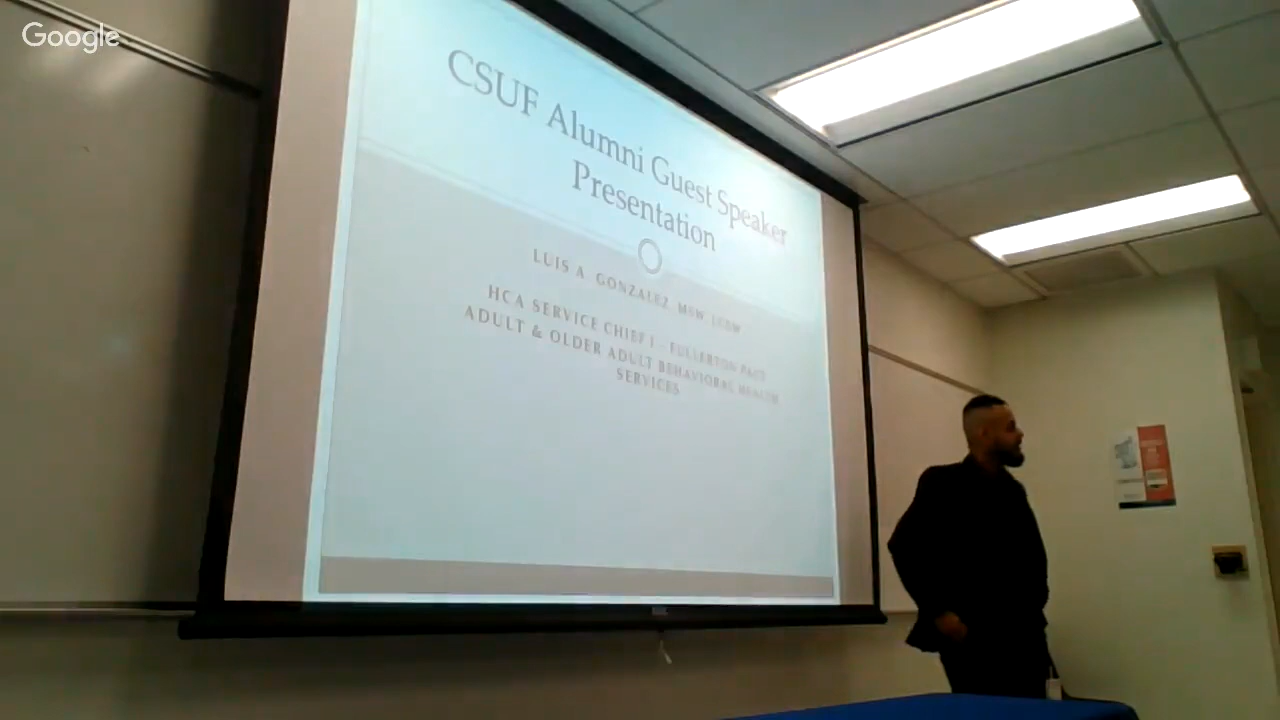 Google
CSUF Alumni Guest Speaker
Presentation
LUIS A. GONZALEZ, MSW, LCSW
HCA SERVICE CHIEF I – FULLERTON PACT
ADULT & OLDER ADULT BEHAVIORAL HEALTH
SERVICES